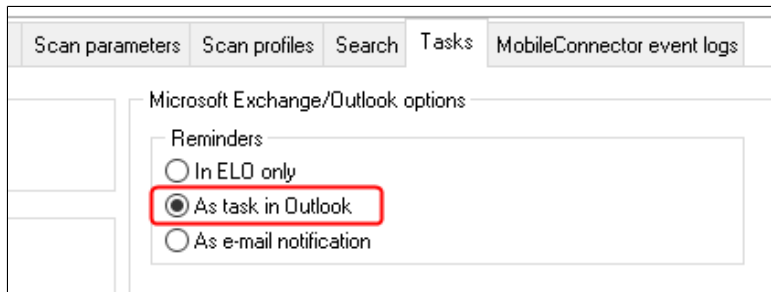 Scan parameters Scan profiles Search Tasks MobileConnector event logs
Microsoft Exchange/Outlook options
Reminders
In ELO only
As task in Outlook
As e-mail notification